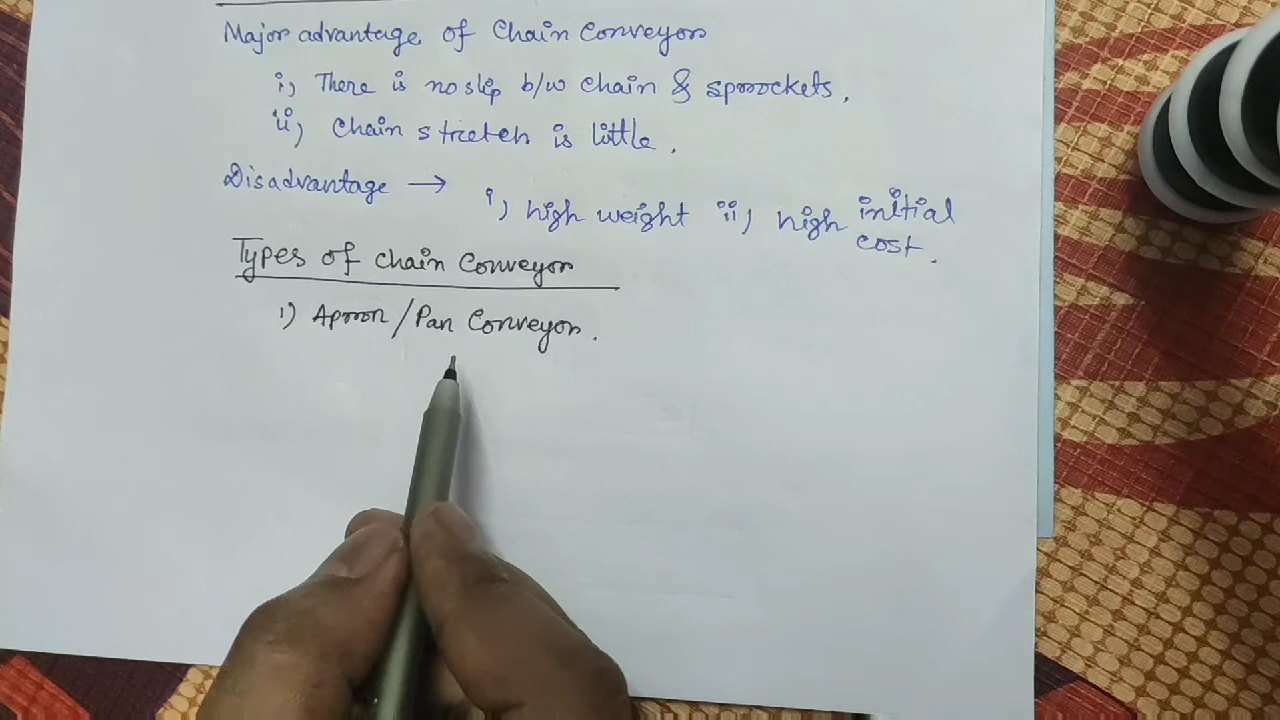 Major advantage of Chain Conveyor
i) There is no slip b/w chain & sprockets.
ii) Chain stretch is little.
Disadvantage → i) high weight ii) high initial cost.
Types of chain Conveyor
1) Apron/Pan Conveyor.